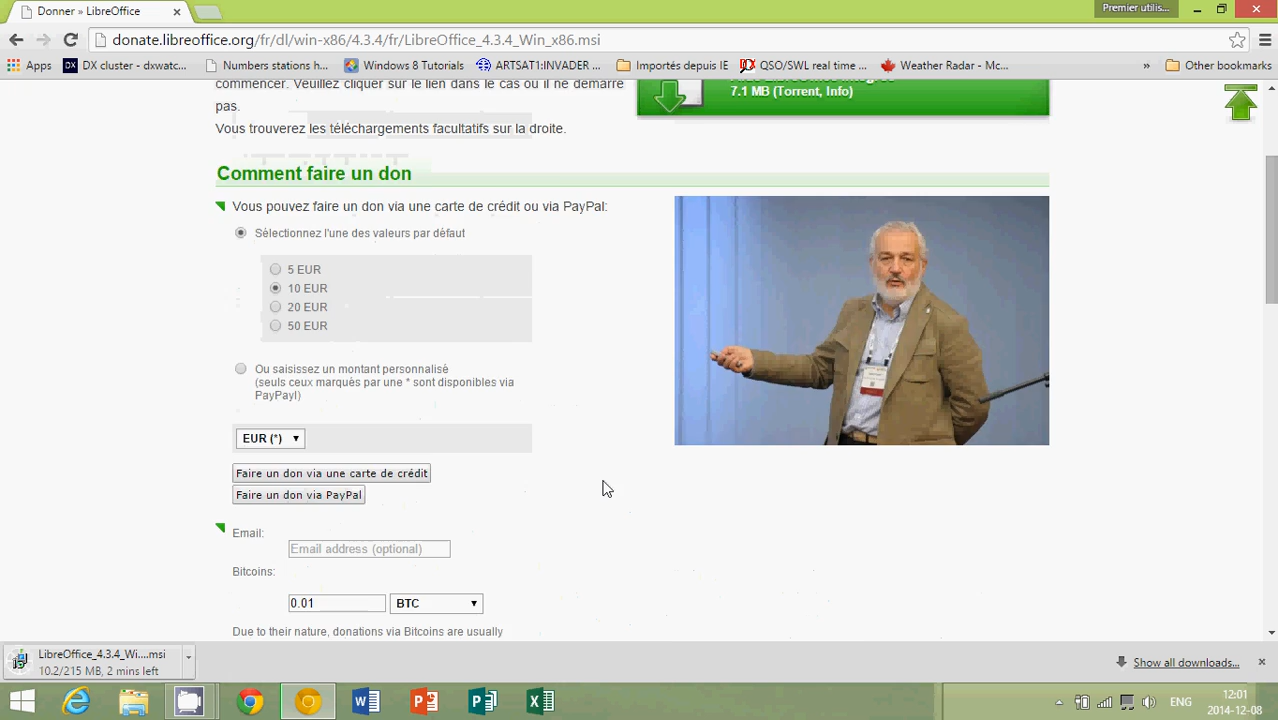 Donner » LibreOffice
Premier utilis...
donate.libreoffice.org/fr/dl/win-x86/4.3.4/fr/LibreOffice_4.3.4_Win_x86.msi
Apps
DX cluster - dxwatc...
Numbers stations h...
Windows 8 Tutorials
ARTSAT1:INVADER ...
Importés depuis IE
QSO/SWL real time ...
Weather Radar - Mc...
»
Other bookmarks
commencer. Veuillez cliquer sur le lien dans le cas où il ne démarre
pas.
Vous trouverez les téléchargements facultatifs sur la droite.
7.1 MB (Torrent, Info)
Comment faire un don
Vous pouvez faire un don via une carte de crédit ou via PayPal:
Sélectionnez l'une des valeurs par défaut
5 EUR
10 EUR
20 EUR
50 EUR
Ou saisissez un montant personnalisé
(seuls ceux marqués par une * sont disponibles via
PayPayl)
EUR (*)
Faire un don via une carte de crédit
Faire un don via PayPal
Email:
Email address (optional)
Bitcoins:
0.01
BTC
Due to their nature, donations via Bitcoins are usually
LibreOffice_4.3.4_Wi....msi
10.2/215 MB, 2 mins left
Show all downloads...
ENG
12:01
2014-12-08